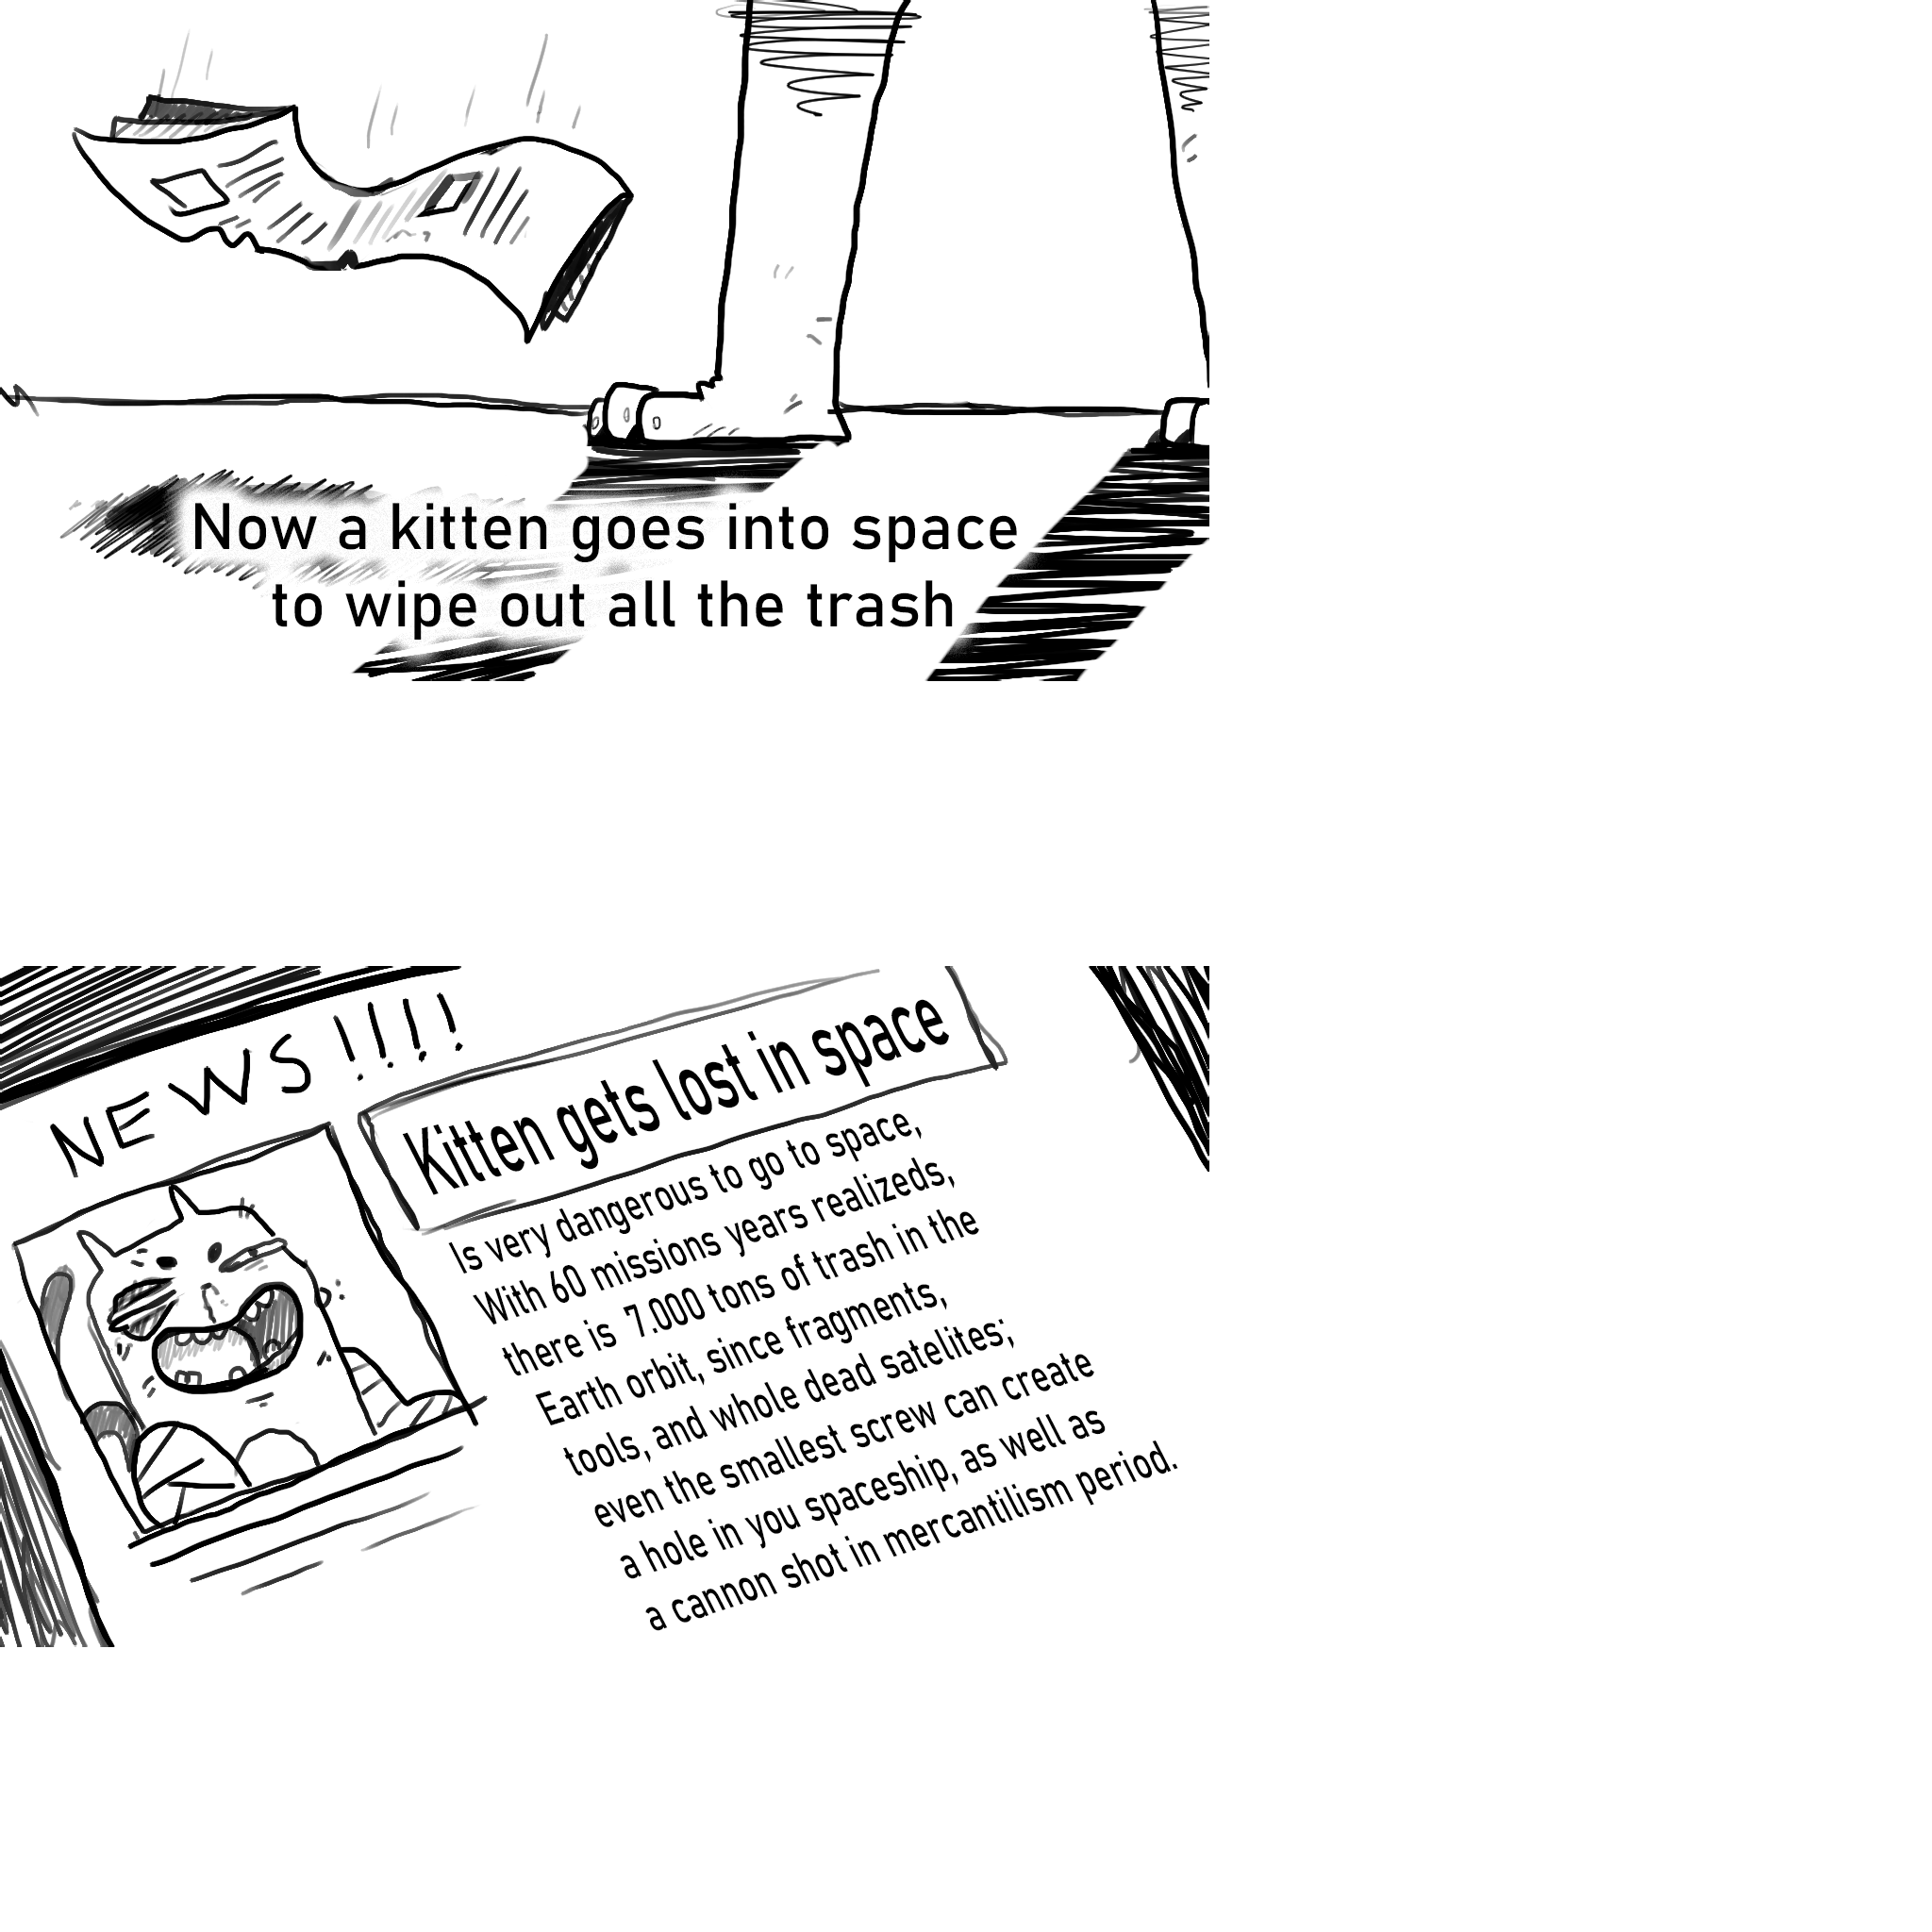 Now a kitten goes into space
to wipe out all the trash
NEWS!!!!
Kitten gets lost in space
Is very dangerous to go to space,
With 60 missions years realizeds,
there is 7.000 tons of trash in the
Earth orbit, since fragments,
tools, and whole dead satelites;
even the smallest screw can create
a hole in you spaceship, as well as
a cannon shot in mercantilism period.